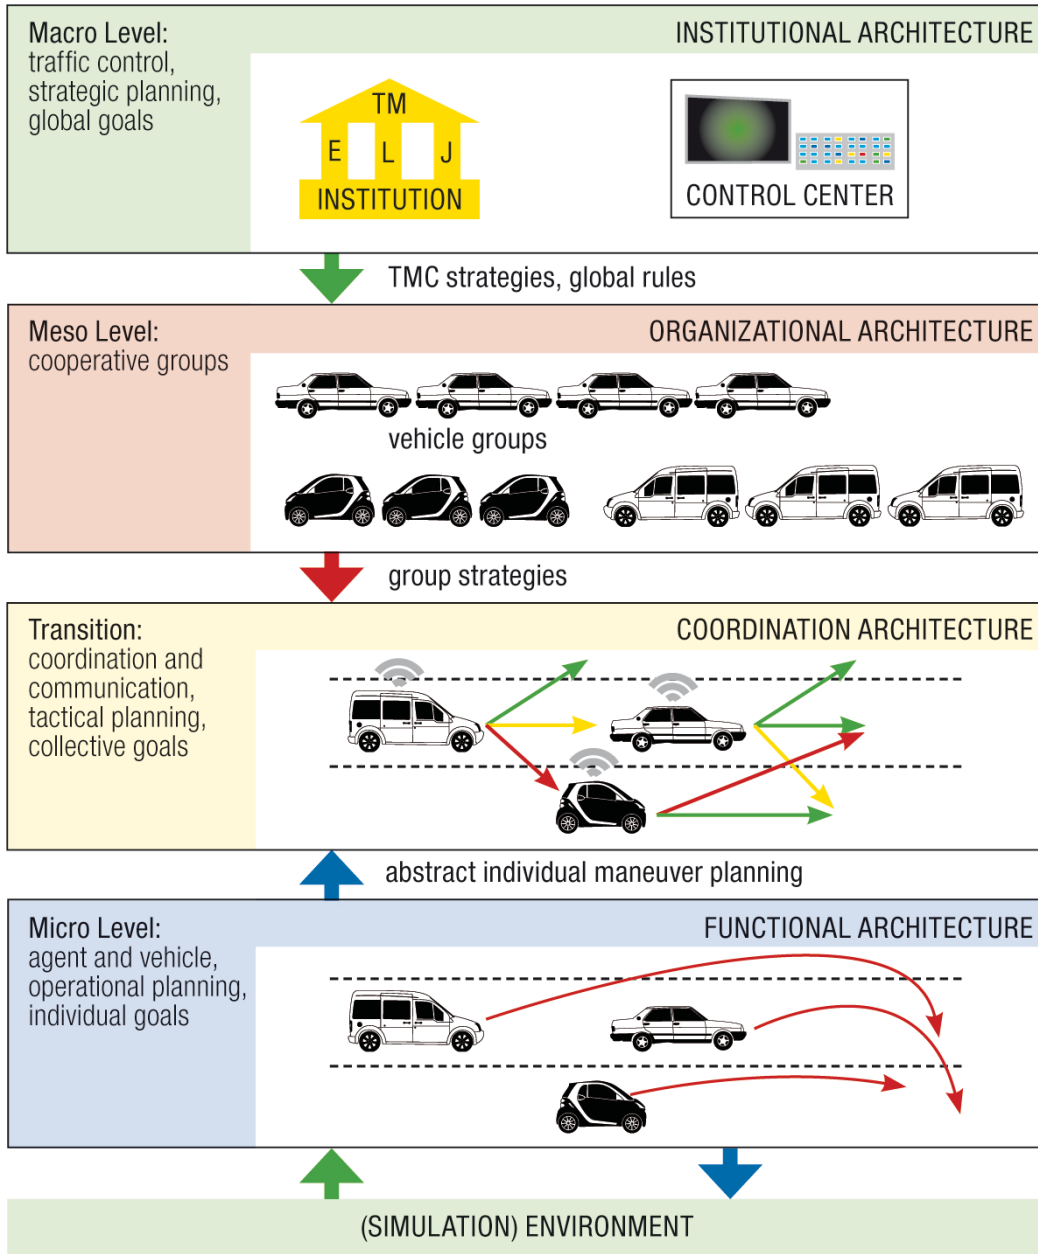 Macro Level:
traffic control,
strategic planning,
global goals
INSTITUTIONAL ARCHITECTURE
TM
E L J
INSTITUTION
CONTROL CENTER
TMC strategies, global rules
Meso Level:
cooperative groups
ORGANIZATIONAL ARCHITECTURE
vehicle groups
group strategies
Transition:
coordination and
communication,
tactical planning,
collective goals
COORDINATION ARCHITECTURE
abstract individual maneuver planning
Micro Level:
agent and vehicle,
operational planning,
individual goals
FUNCTIONAL ARCHITECTURE
(SIMULATION) ENVIRONMENT